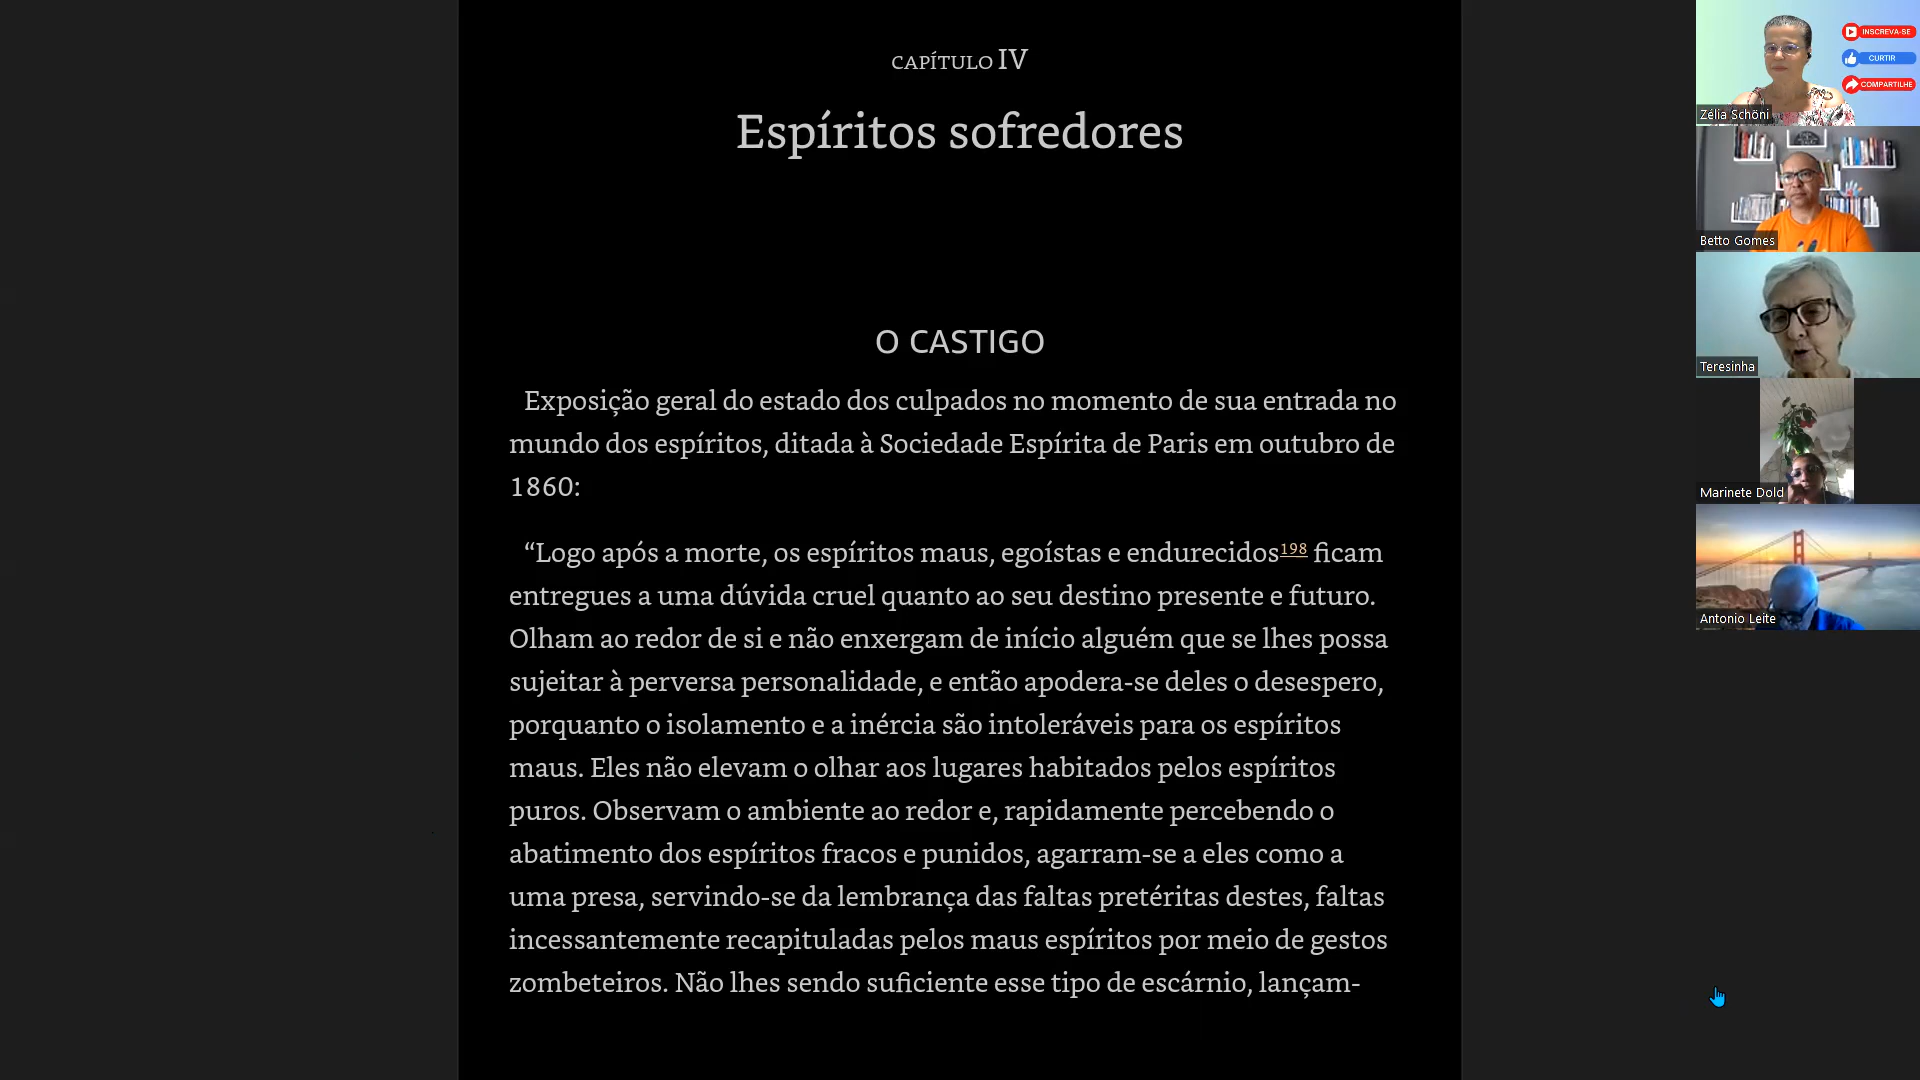 CAPÍTULO IV
Espíritos sofredores
O CASTIGO
Exposição geral do estado dos culpados no momento de sua entrada no
mundo dos espíritos, ditada à Sociedade Espírita de Paris em outubro de
1860:
“Logo após a morte, os espíritos maus, egoístas e endurecidos198 ficam
entregues a uma dúvida cruel quanto ao seu destino presente e futuro.
Olham ao redor de si e não enxergam de início alguém que se lhes possa
sujeitar à perversa personalidade, e então apodera-se deles o desespero,
porquanto o isolamento e a inércia são intoleráveis para os espíritos
maus. Eles não elevam o olhar aos lugares habitados pelos espíritos
puros. Observam o ambiente ao redor e, rapidamente percebendo o
abatimento dos espíritos fracos e punidos, agarram-se a eles como a
uma presa, servindo-se da lembrança das faltas pretéritas destes, faltas
incessantemente recapituladas pelos maus espíritos por meio de gestos
zombeteiros. Não lhes sendo suficiente esse tipo de escárnio, lançam-
INSCREVA-SE
CURTIR
COMPARTILHE
Zélia Schöni
Betto Gomes
Teresinha
Marinete Dold
Antonio Leite